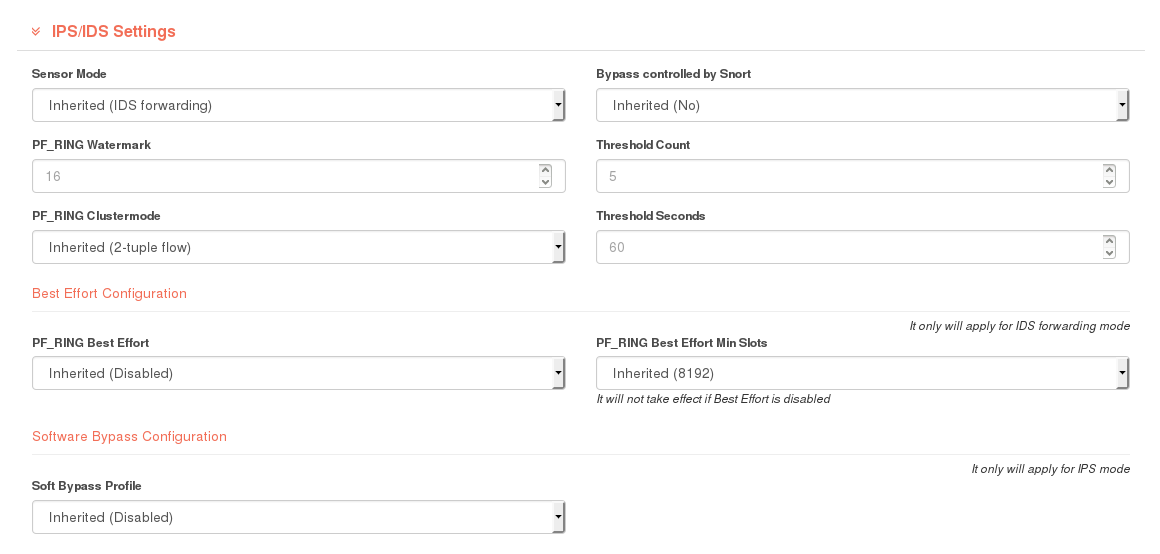 IPS/IDS Settings
Sensor Mode
Bypass controlled by Snort
Inherited (IDS forwarding)
Inherited (No)
PF_RING Watermark
Threshold Count
16
5
PF_RING Clustermode
Threshold Seconds
Inherited (2-tuple flow)
60
Best Effort Configuration
It only will apply for IDS forwarding mode
PF_RING Best Effort
PF_RING Best Effort Min Slots
Inherited (Disabled)
Inherited (8192)
It will not take effect if Best Effort is disabled
Software Bypass Configuration
It only will apply for IPS mode
Soft Bypass Profile
Inherited (Disabled)